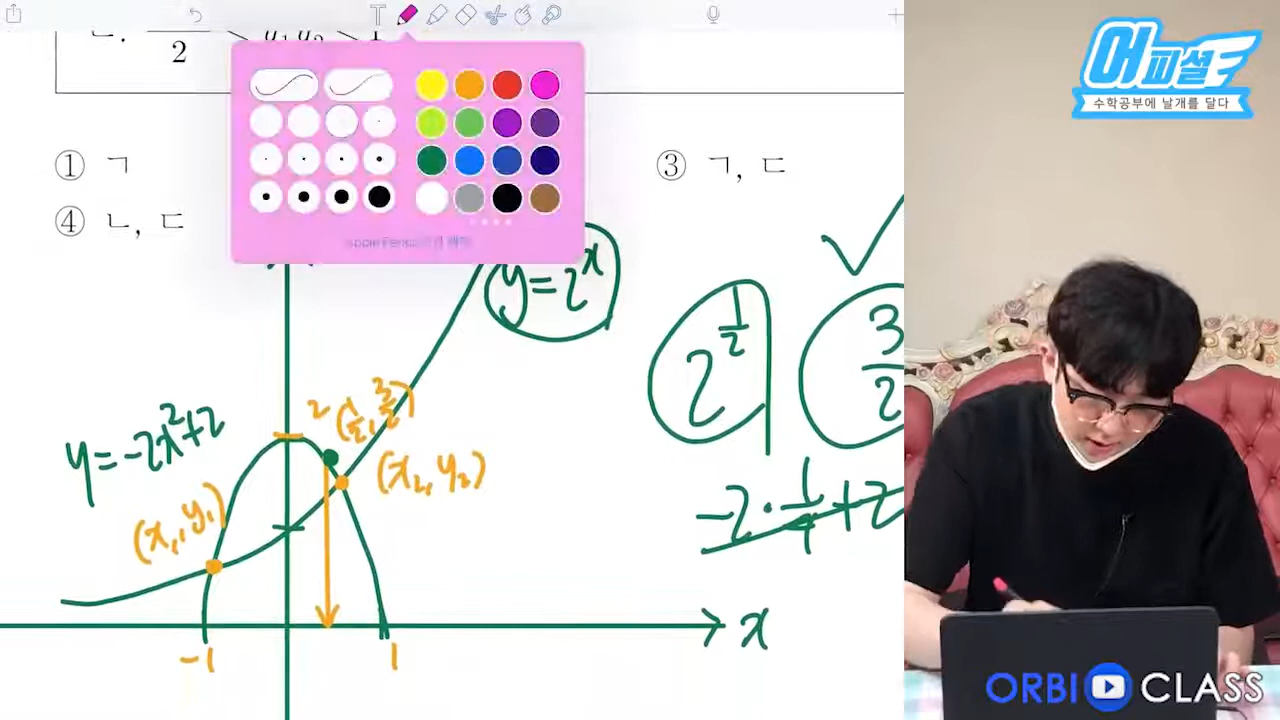 2
① ㄱ
③ ㄱ, ㄷ
④ ㄴ, ㄷ
y=2^x
2^{1/2}
3/2
y=-2x²+2
2
(1/2, 3/2)
(x₂, y₂)
(x₁, y₁)
-2·1/4+2
-1
1
x
어피셜
수학공부에 날개를 달다
ORBI CLASS